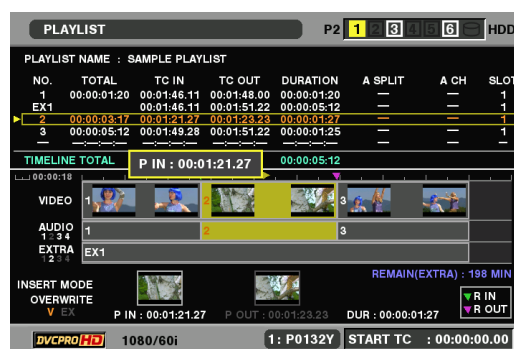 PLAYLIST P2 1 2 3 4 5 6 HDD
PLAYLIST NAME : SAMPLE PLAYLIST
NO. TOTAL TC IN TC OUT DURATION A SPLIT A CH SLOT
1 00:00:01:20 00:01:46.11 00:01:48.00 00:00:01:20 — — 1
EX1 00:01:46.11 00:01:51.22 00:00:05:12 — — 1
2 00:00:03:17 00:01:21.27 00:01:23.23 00:00:01:27 — — 1
3 00:00:05:12 00:01:49.28 00:01:51.22 00:00:01:25 — — 1
— —:—:—:— —:—:—:— —:—:—:— —:—:—:— — — —
TIMELINE TOTAL P IN : 00:01:21.27 00:00:05:12
00:00:18
VIDEO 1 2 3
AUDIO 1 2 3
1 2 3 4
EXTRA EX1
1 2 3 4
REMAIN(EXTRA) : 198 MIN
INSERT MODE
OVERWRITE
V EX
R IN
R OUT
P IN : 00:01:21.27 P OUT : 00:01:23.23 DUR : 00:00:01:27
DVCPRO HD 1080/60i 1: P0132Y START TC : 00:00:00.00